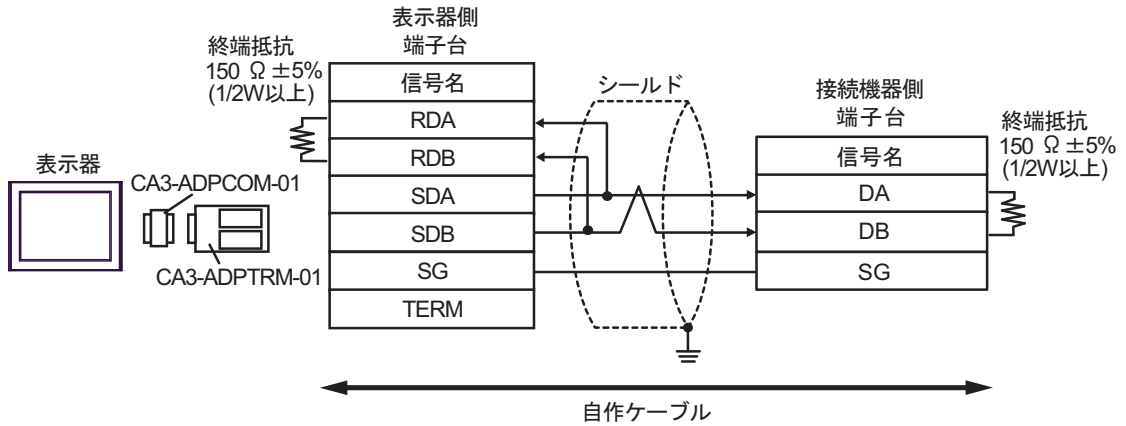 表示器
CA3-ADPCOM-01
CA3-ADPTRM-01
終端抵抗
150 Ω ±5%
(1/2W以上)
表示器側
端子台
信号名
RDA
RDB
SDA
SDB
SG
TERM
シールド
接続機器側
端子台
信号名
DA
DB
SG
終端抵抗
150 Ω ±5%
(1/2W以上)
自作ケーブル